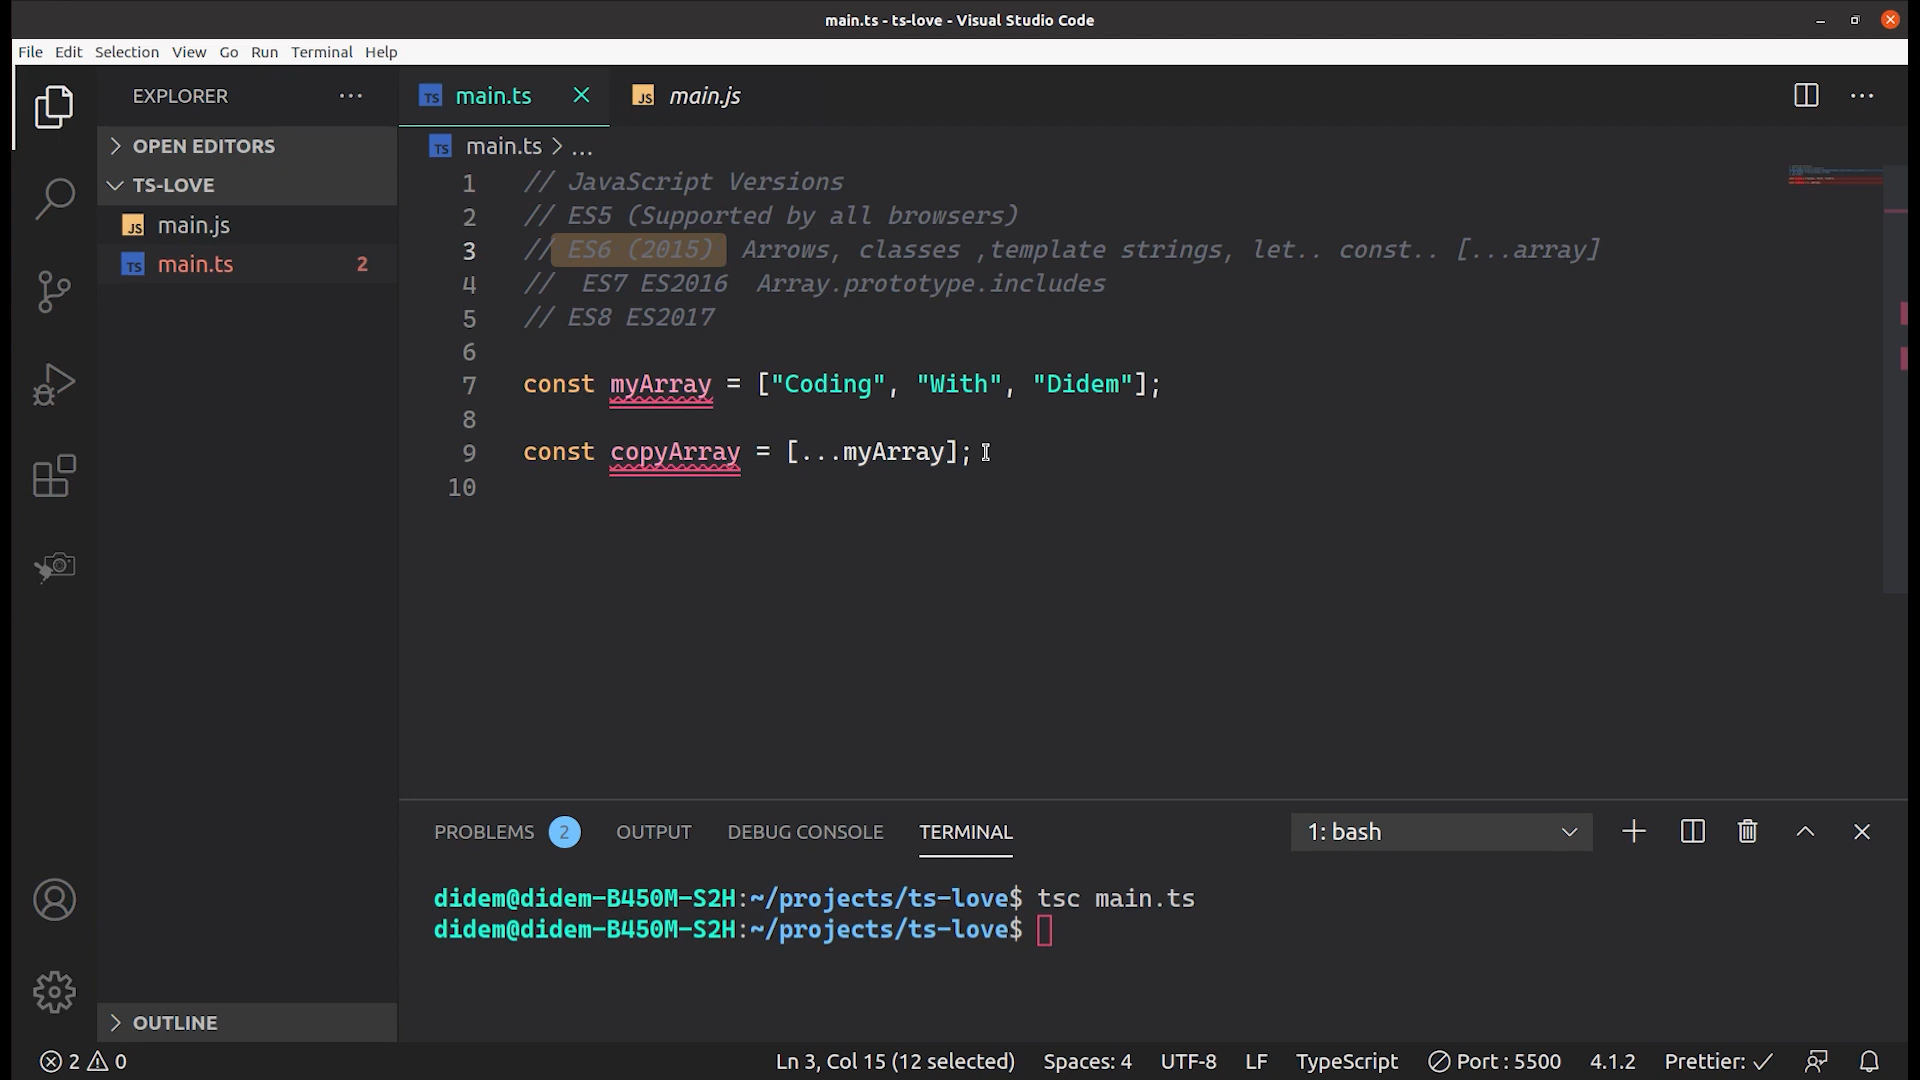 main.ts - ts-love - Visual Studio Code
File Edit Selection View Go Run Terminal Help
EXPLORER
OPEN EDITORS
TS-LOVE
JS main.js
TS main.ts 2
OUTLINE
TS main.ts
JS main.js
TS main.ts > ...
1 // JavaScript Versions
2 // ES5 (Supported by all browsers)
3 // ES6 (2015) Arrows, classes ,template strings, let.. const.. [...array]
4 // ES7 ES2016 Array.prototype.includes
5 // ES8 ES2017
6
7 const myArray = ["Coding", "With", "Didem"];
8
9 const copyArray = [...myArray];
10
PROBLEMS 2 OUTPUT DEBUG CONSOLE TERMINAL 1: bash
didem@didem-B450M-S2H:~/projects/ts-love$ tsc main.ts
didem@didem-B450M-S2H:~/projects/ts-love$
2 0 Ln 3, Col 15 (12 selected) Spaces: 4 UTF-8 LF TypeScript Port : 5500 4.1.2 Prettier: ✓